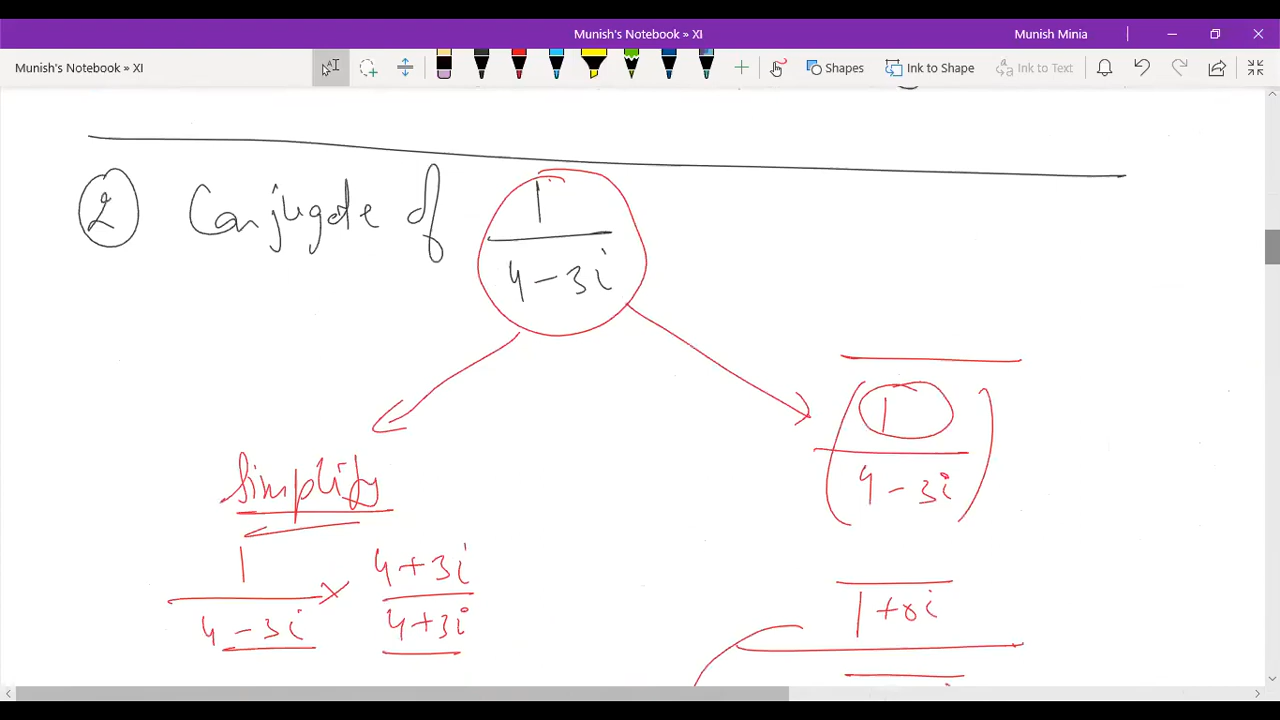 Munish's Notebook » XI
Munish Minia
Munish's Notebook » XI
Shapes
Ink to Shape
Ink to Text
2 Conjugate of 1/(4-3i)
Simplify
1/(4-3i) × (4+3i)/(4+3i)
(1/(4-3i))
1+0i